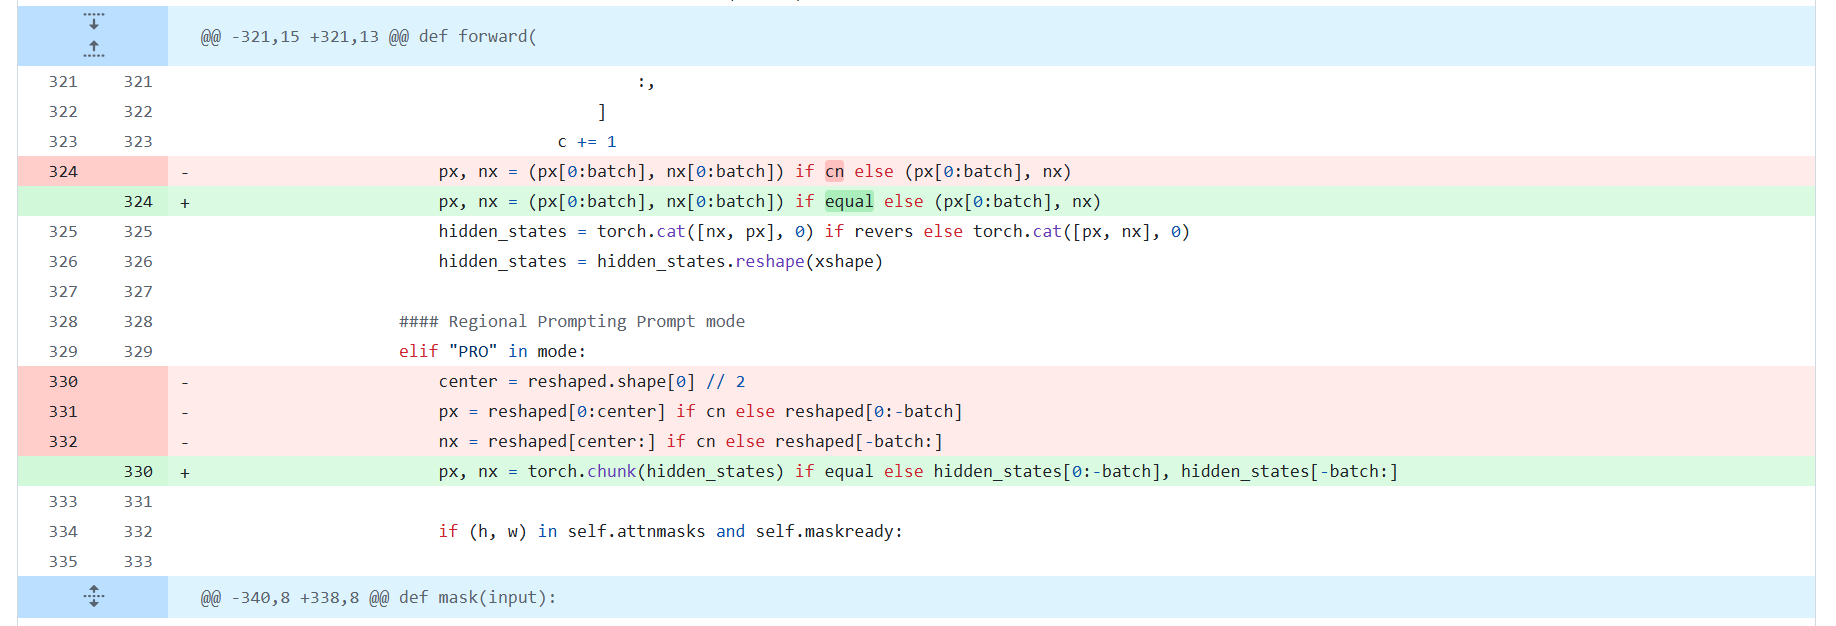 @@ -321,15 +321,13 @@ def forward(
321 321 :,
322 322 ]
323 323 c += 1
324 - px, nx = (px[0:batch], nx[0:batch]) if cn else (px[0:batch], nx)
324 + px, nx = (px[0:batch], nx[0:batch]) if equal else (px[0:batch], nx)
325 325 hidden_states = torch.cat([nx, px], 0) if revers else torch.cat([px, nx], 0)
326 326 hidden_states = hidden_states.reshape(xshape)
327 327
328 328 #### Regional Prompting Prompt mode
329 329 elif "PRO" in mode:
330 - center = reshaped.shape[0] // 2
331 - px = reshaped[0:center] if cn else reshaped[0:-batch]
332 - nx = reshaped[center:] if cn else reshaped[-batch:]
330 + px, nx = torch.chunk(hidden_states) if equal else hidden_states[0:-batch], hidden_states[-batch:]
333 331
334 332 if (h, w) in self.attnmasks and self.maskready:
335 333
@@ -340,8 +338,8 @@ def mask(input):